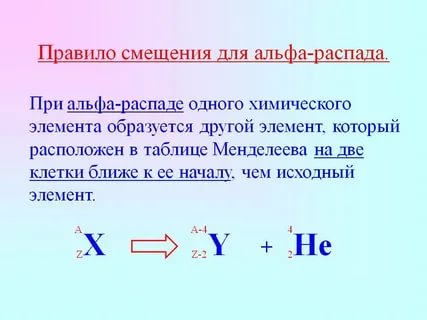 Правило смещения для альфа-распада.
При альфа-распаде одного химического
элемента образуется другой элемент, который
расположен в таблице Менделеева на две
клетки ближе к ее началу, чем исходный
элемент.
A Z X ⇒ A-4 Z-2 Y + 4 2 He